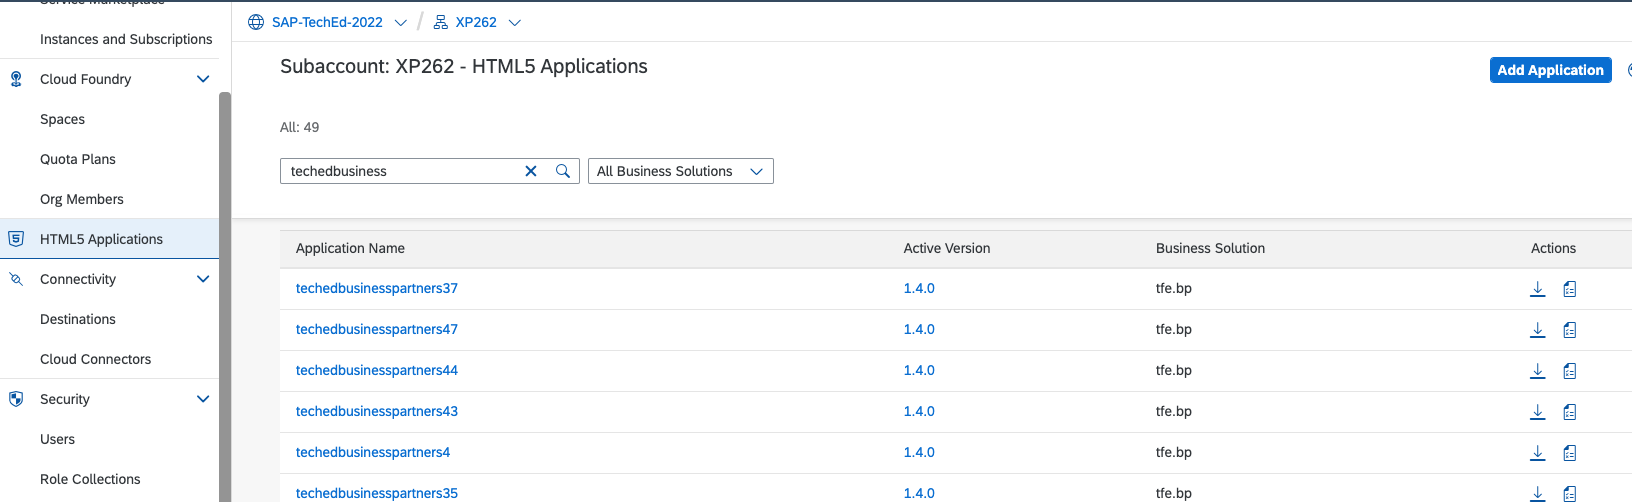 Service Marketplace
Instances and Subscriptions
Cloud Foundry
Spaces
Quota Plans
Org Members
HTML5 Applications
Connectivity
Destinations
Cloud Connectors
Security
Users
Role Collections
SAP-TechEd-2022 / XP262
Subaccount: XP262 - HTML5 Applications
Add Application
All: 49
techedbusiness
All Business Solutions
Application Name Active Version Business Solution Actions
techedbusinesspartners37 1.4.0 tfe.bp
techedbusinesspartners47 1.4.0 tfe.bp
techedbusinesspartners44 1.4.0 tfe.bp
techedbusinesspartners43 1.4.0 tfe.bp
techedbusinesspartners4 1.4.0 tfe.bp
techedbusinesspartners35 1.4.0 tfe.bp